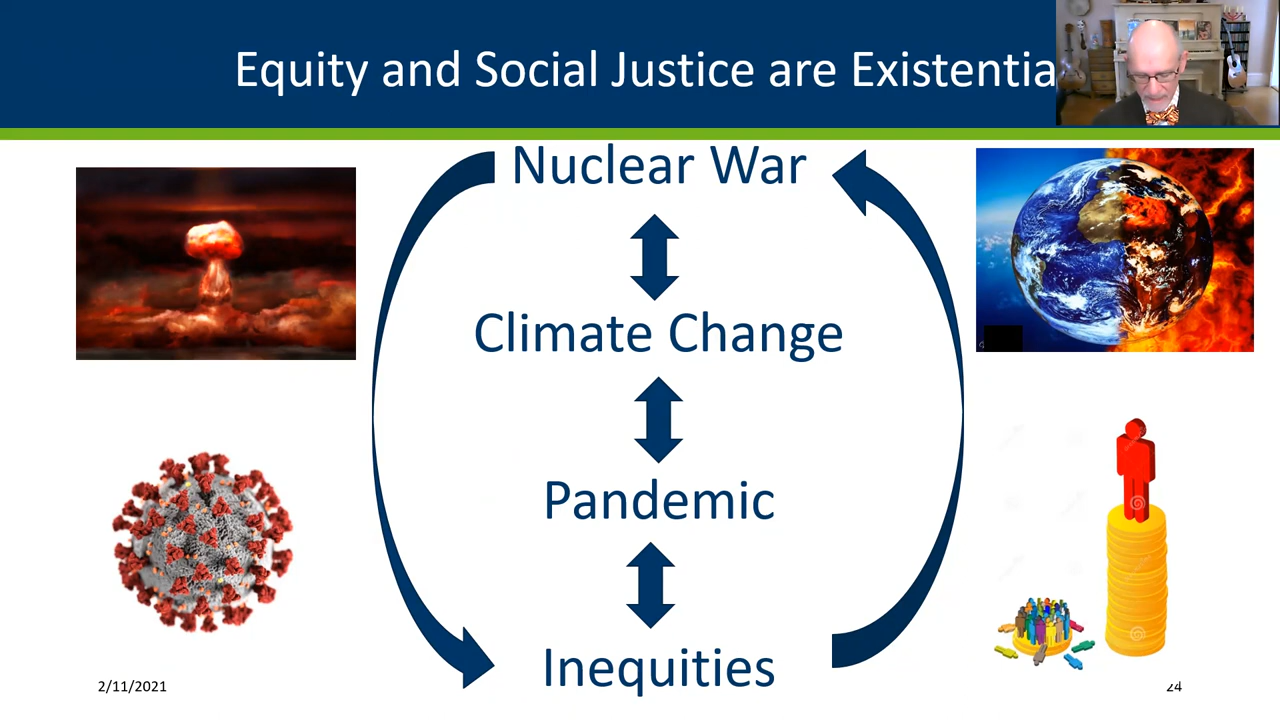 Equity and Social Justice are Existentia
Nuclear War
Climate Change
Pandemic
Inequities
2/11/2021
24